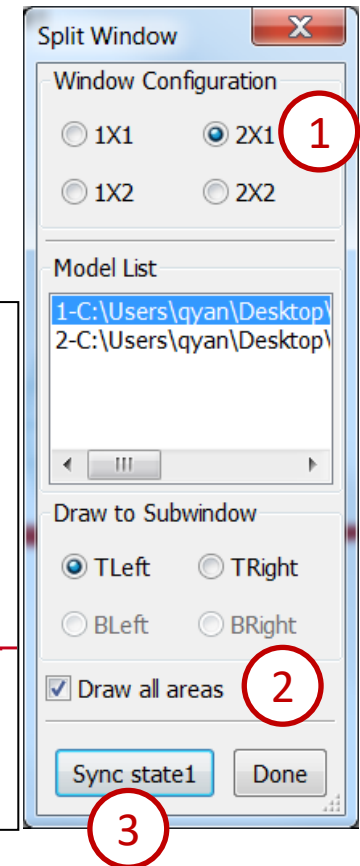 Split Window
Window Configuration
1X1 2X1 1
1X2 2X2
Model List
1-C:\Users\qyan\Desktop\
2-C:\Users\qyan\Desktop\
Draw to Subwindow
TLeft TRight
BLeft BRight
Draw all areas 2
Sync state1 Done
3